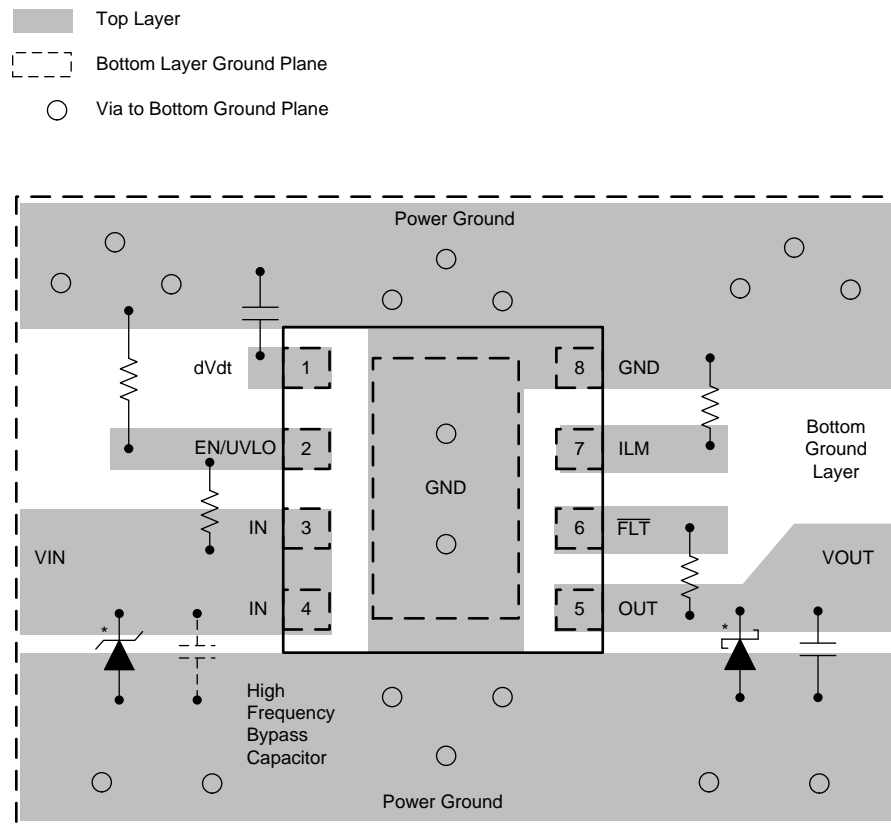 Top Layer
Bottom Layer Ground Plane
Via to Bottom Ground Plane
Power Ground
dVdt
1
8
GND
EN/UVLO
2
7
ILM
Bottom
Ground
Layer
GND
IN
3
6
FLT
VIN
VOUT
IN
4
5
OUT
*
*
High
Frequency
Bypass
Capacitor
Power Ground